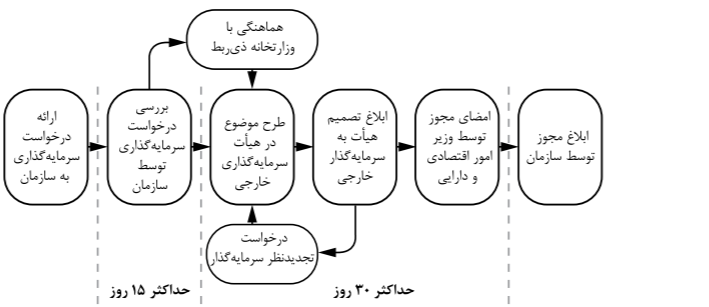 هماهنگی با
وزارتخانه ذی‌ربط
ارائه
درخواست
سرمایه‌گذاری
به سازمان
بررسی
درخواست
سرمایه‌گذاری
توسط
سازمان
طرح موضوع
در هیأت
سرمایه‌گذاری
خارجی
ابلاغ تصمیم
هیأت به
سرمایه‌گذار
خارجی
امضای مجوز
توسط وزیر
امور اقتصادی
و دارایی
ابلاغ مجوز
توسط سازمان
درخواست
تجدیدنظر سرمایه‌گذار
حداکثر ۱۵ روز
حداکثر ۳۰ روز